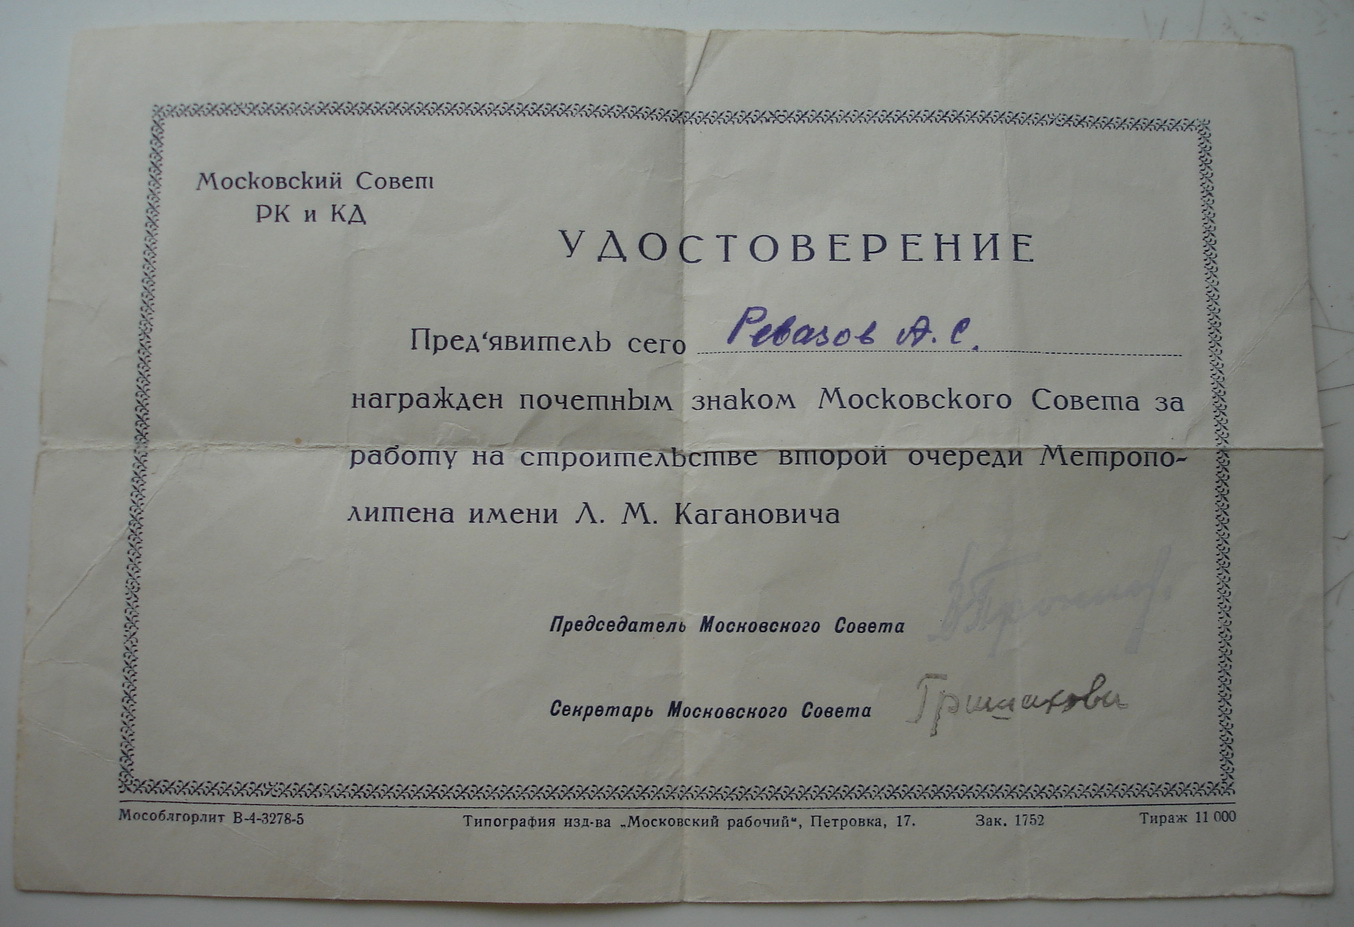 Московский Совет
РК и КД
УДОСТОВЕРЕНИЕ
Пред‘явитель сего Ревазов А. С.
награжден почетным знаком Московского Совета за
работу на строительстве второй очереди Метропо-
литена имени Л. М. Кагановича
Председатель Московского Совета
Секретарь Московского Совета
Мособлгорлит В-4-3278-5 Типография изд-ва „Московский рабочий“, Петровка, 17. Зак. 1752 Тираж 11 000